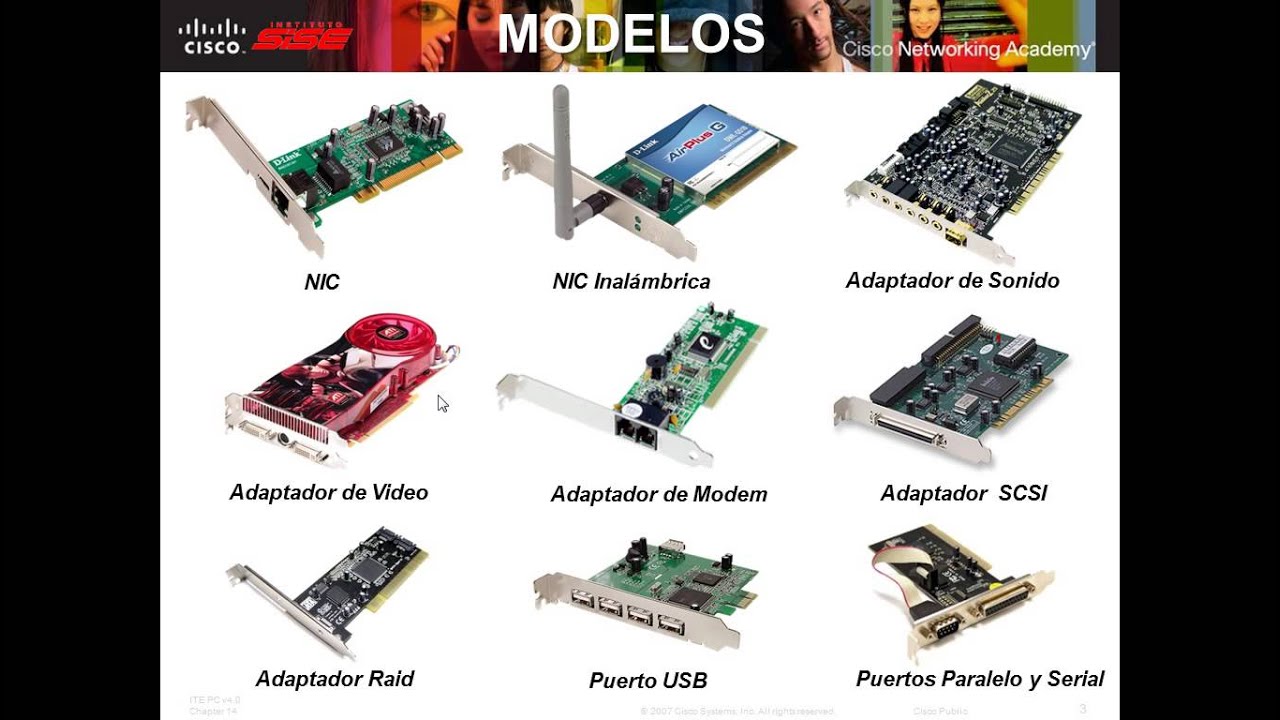 CISCO
INSTITUTO
SISE
MODELOS
Cisco Networking Academy®
D-Link
D-Link
AirPlus G
NIC
NIC Inalámbrica
Adaptador de Sonido
ATI
Adaptador de Video
Adaptador de Modem
Adaptador SCSI
Adaptador Raid
Puerto USB
Puertos Paralelo y Serial
ITE PC v4.0
Chapter 14
© 2007 Cisco Systems, Inc. All rights reserved.
Cisco Public
3